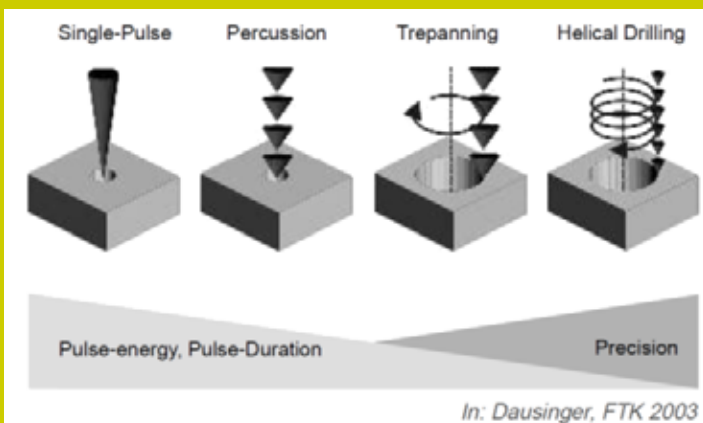 Single-Pulse Percussion Trepanning Helical Drilling
Pulse-energy, Pulse-Duration Precision
In: Dausinger, FTK 2003